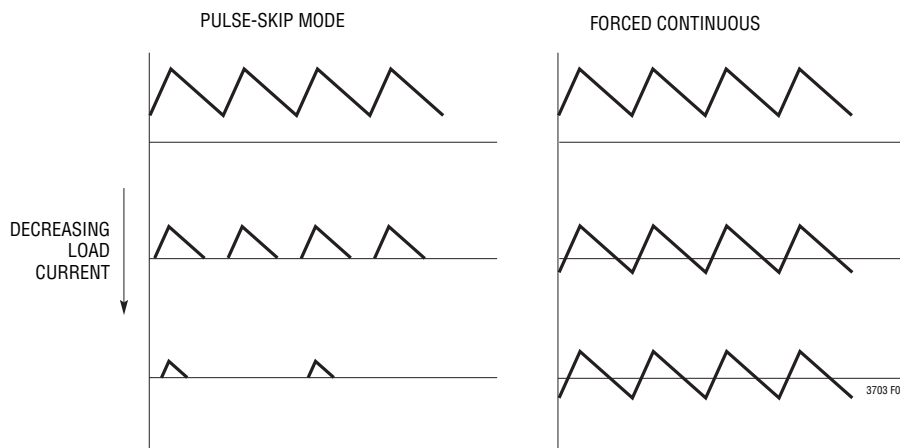 PULSE-SKIP MODE
FORCED CONTINUOUS
DECREASING
LOAD
CURRENT
3703 F0